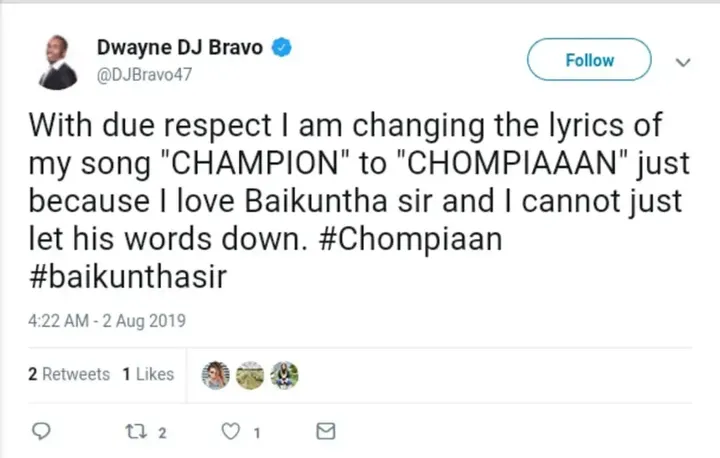 Dwayne DJ Bravo
@DJBravo47
Follow
With due respect I am changing the lyrics of
my song "CHAMPION" to "CHOMPIAAAN" just
because I love Baikuntha sir and I cannot just
let his words down. #Chompiaan
#baikunthasir
4:22 AM - 2 Aug 2019
2 Retweets 1 Likes
2 1